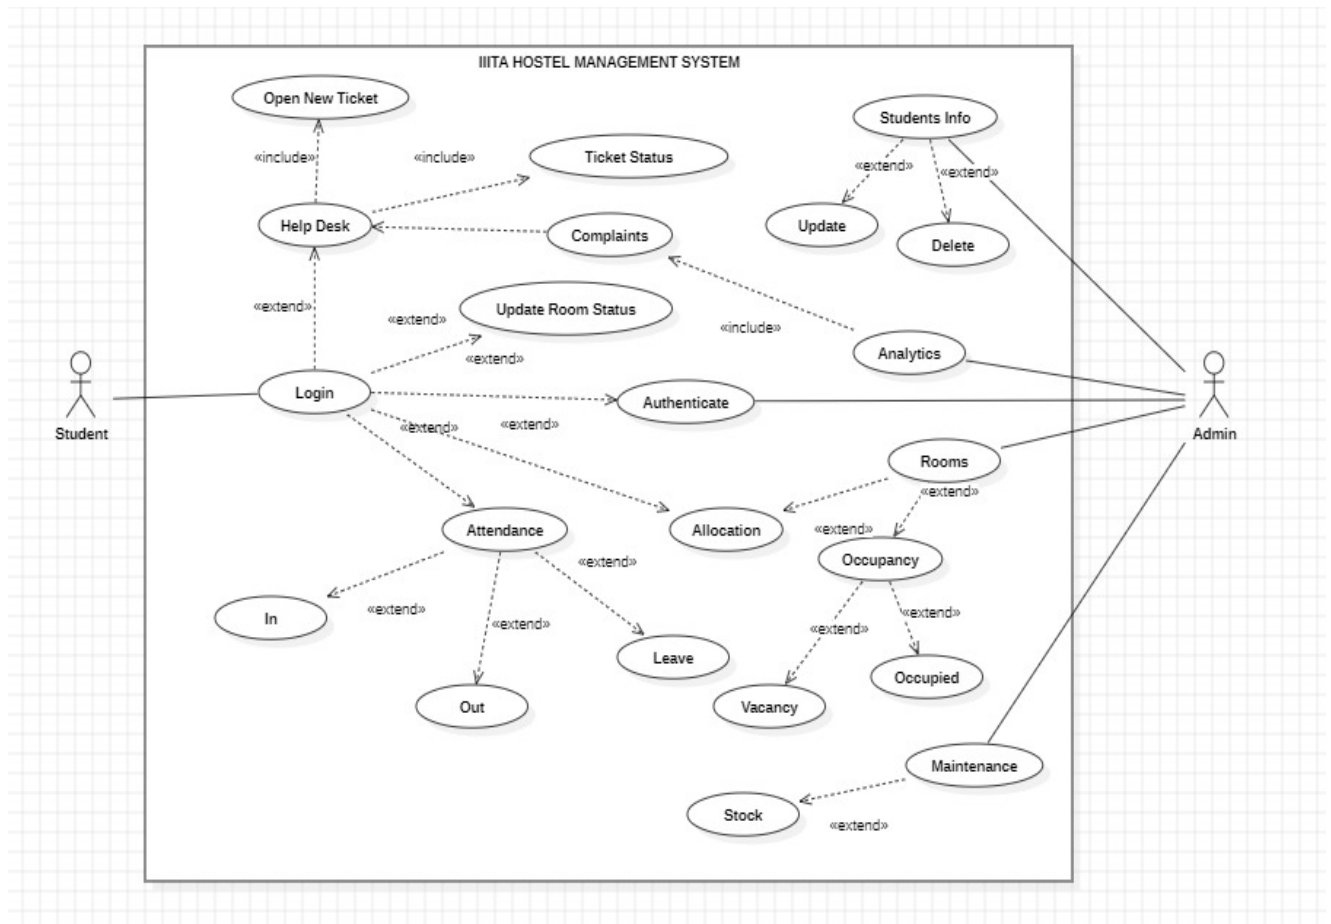 IIITA HOSTEL MANAGEMENT SYSTEM
Open New Ticket
Students Info
«include»
«include»
Ticket Status
«extend»
«extend»
Help Desk
Complaints
Update
Delete
«extend»
Update Room Status
«extend»
«include»
«extend»
Analytics
Login
Authenticate
Student
Admin
«extend»
«extend»
Rooms
«extend»
Attendance
Allocation
«extend»
Occupancy
«extend»
In
«extend»
«extend»
«extend»
«extend»
Leave
Occupied
Out
Vacancy
Maintenance
Stock
«extend»